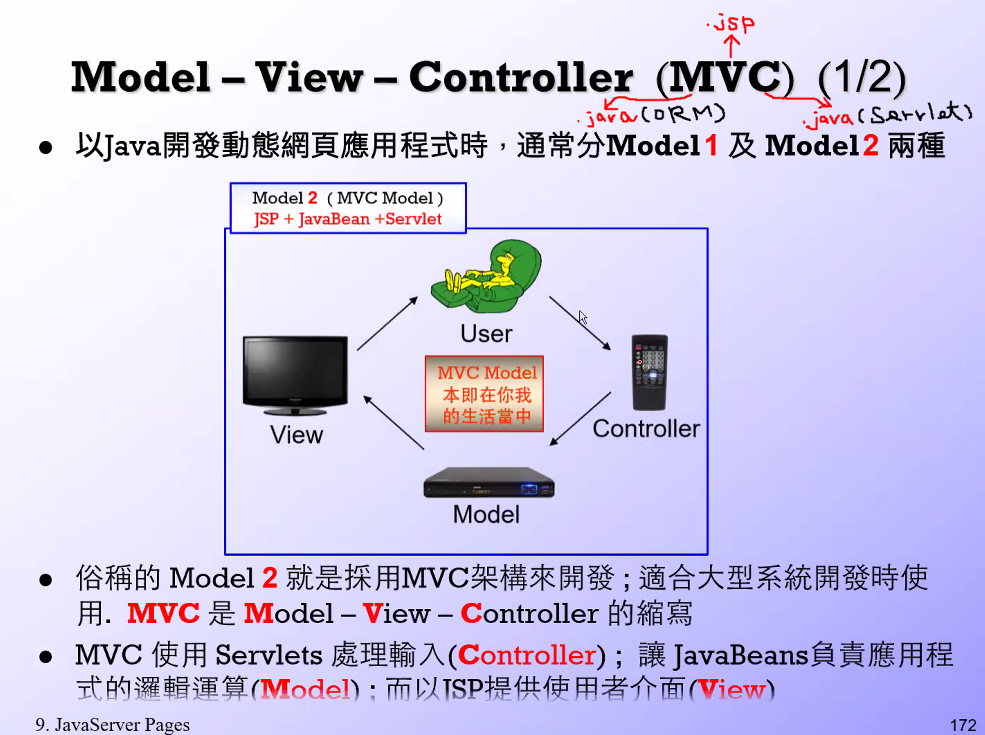 .jsp
Model – View – Controller (MVC) (1/2)
.java(ORM) .java(Servlet)
● 以Java開發動態網頁應用程式時，通常分Model 1 及 Model 2 兩種
Model 2 ( MVC Model )
JSP + JavaBean +Servlet
User
MVC Model
本即在你我
的生活當中
View
Controller
Model
● 俗稱的 Model 2 就是採用MVC架構來開發 ; 適合大型系統開發時使
用. MVC 是 Model – View – Controller 的縮寫
● MVC 使用 Servlets 處理輸入(Controller) ; 讓 JavaBeans負責應用程
式的邏輯運算(Model) ; 而以JSP提供使用者介面(View)
9. JavaServer Pages
172